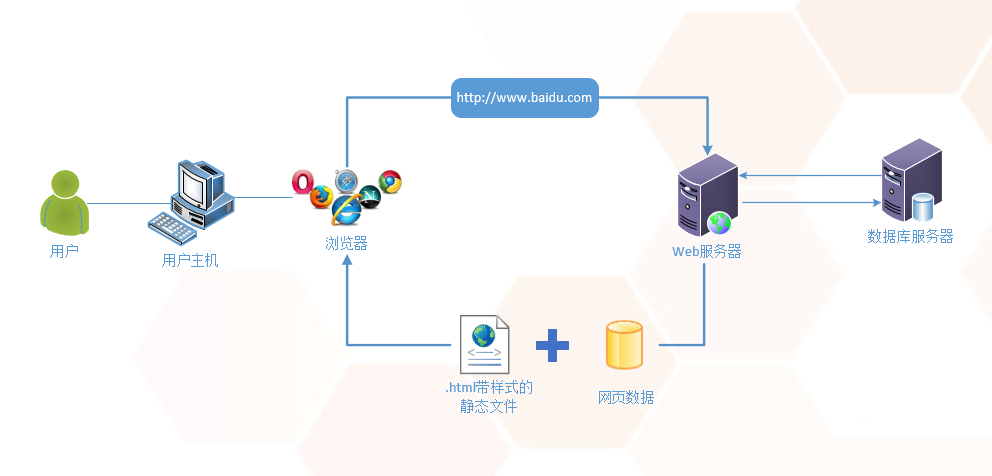 http://www.baidu.com
用户
用户主机
浏览器
Web服务器
数据库服务器
.html带样式的
静态文件
网页数据